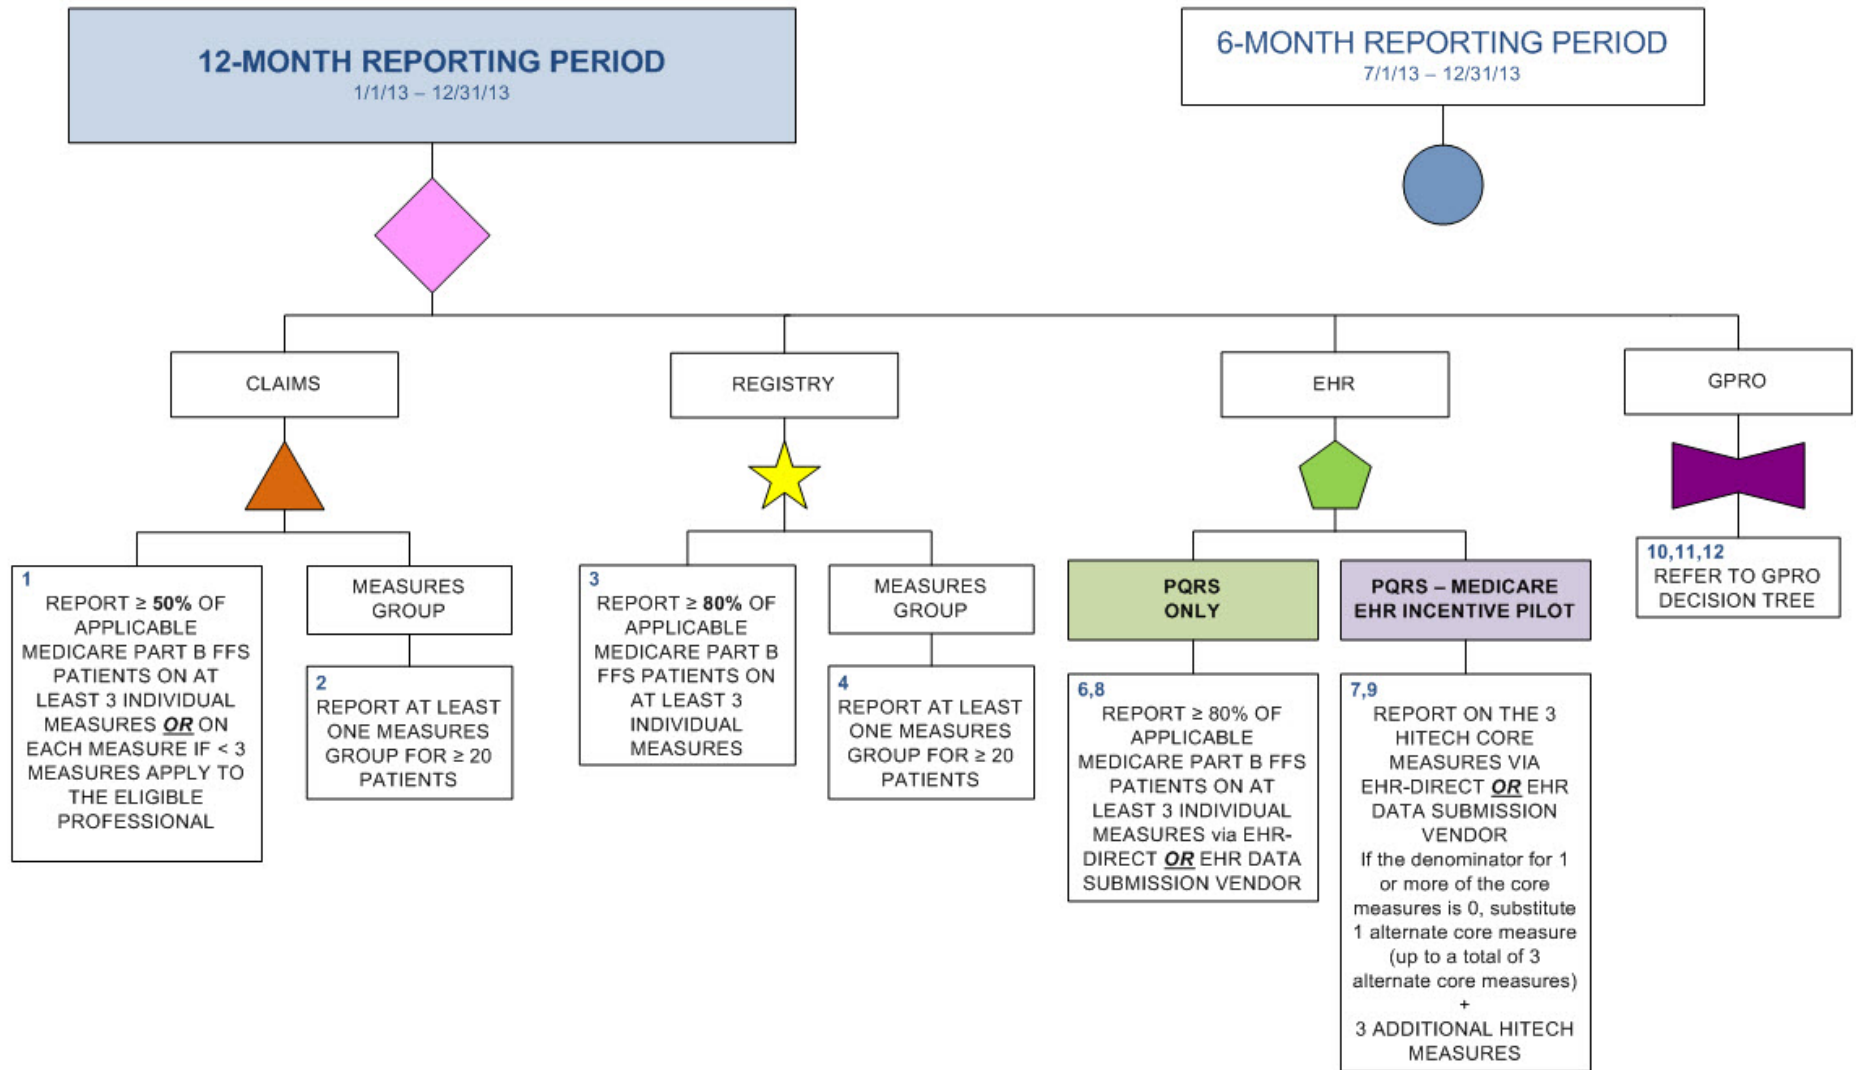 12-MONTH REPORTING PERIOD
1/1/13 – 12/31/13
6-MONTH REPORTING PERIOD
7/1/13 – 12/31/13
CLAIMS
REGISTRY
EHR
GPRO
1
REPORT ≥ 50% OF
APPLICABLE
MEDICARE PART B FFS
PATIENTS ON AT
LEAST 3 INDIVIDUAL
MEASURES OR ON
EACH MEASURE IF < 3
MEASURES APPLY TO
THE ELIGIBLE
PROFESSIONAL
MEASURES
GROUP
2
REPORT AT LEAST
ONE MEASURES
GROUP FOR ≥ 20
PATIENTS
3
REPORT ≥ 80% OF
APPLICABLE
MEDICARE PART B
FFS PATIENTS ON
AT LEAST 3
INDIVIDUAL
MEASURES
MEASURES
GROUP
4
REPORT AT LEAST
ONE MEASURES
GROUP FOR ≥ 20
PATIENTS
PQRS
ONLY
6,8
REPORT ≥ 80% OF
APPLICABLE
MEDICARE PART B FFS
PATIENTS ON AT
LEAST 3 INDIVIDUAL
MEASURES via EHR-
DIRECT OR EHR DATA
SUBMISSION VENDOR
PQRS – MEDICARE
EHR INCENTIVE PILOT
7,9
REPORT ON THE 3
HITECH CORE
MEASURES VIA
EHR-DIRECT OR EHR
DATA SUBMISSION
VENDOR
If the denominator for 1
or more of the core
measures is 0, substitute
1 alternate core measure
(up to a total of 3
alternate core measures)
+
3 ADDITIONAL HITECH
MEASURES
10,11,12
REFER TO GPRO
DECISION TREE